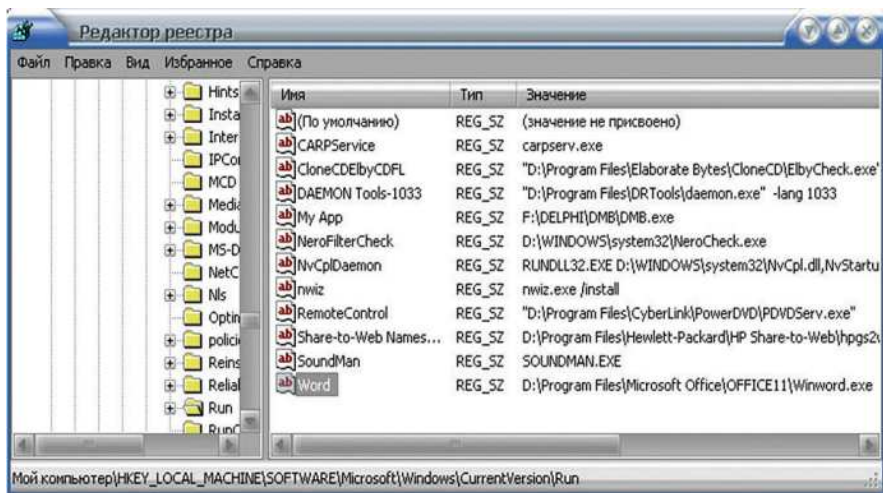 Редактор реестра
Файл Правка Вид Избранное Справка
Hints
Insta
Inter
IPCo
MCD
Media
Modu
MS-D
NetC
Nls
Optin
polici
Reins
Relial
Run
RunO
Имя Тип Значение
(По умолчанию) REG_SZ (значение не присвоено)
CARPService REG_SZ carpserv.exe
CloneCDElbyCDFL REG_SZ "D:\Program Files\Elaborate Bytes\CloneCD\ElbyCheck.exe"
DAEMON Tools-1033 REG_SZ "D:\Program Files\DRTools\daemon.exe" -lang 1033
My App REG_SZ F:\DELPHI\DMB\DMB.exe
NeroFilterCheck REG_SZ D:\WINDOWS\system32\NeroCheck.exe
NvCplDaemon REG_SZ RUNDLL32.EXE D:\WINDOWS\system32\NvCpl.dll,NvStartu
nwiz REG_SZ nwiz.exe /install
RemoteControl REG_SZ "D:\Program Files\CyberLink\PowerDVD\PDVDServ.exe"
Share-to-Web Names... REG_SZ D:\Program Files\Hewlett-Packard\HP Share-to-Web\hpgs2
SoundMan REG_SZ SOUNDMAN.EXE
Word REG_SZ D:\Program Files\Microsoft Office\OFFICE11\Winword.exe
Мой компьютер\HKEY_LOCAL_MACHINE\SOFTWARE\Microsoft\Windows\CurrentVersion\Run